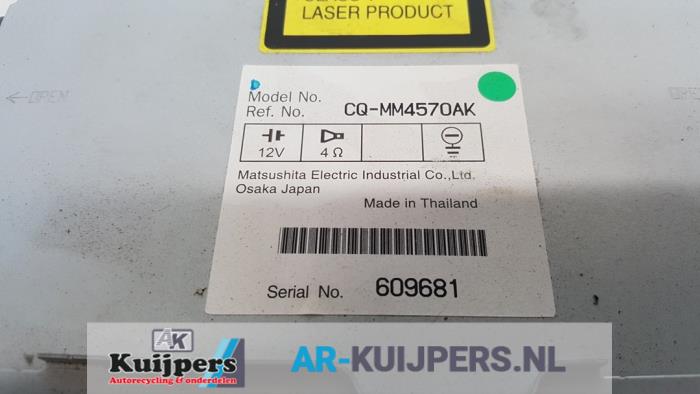 LASER PRODUCT
OPEN
Model No.
Ref. No. CQ-MM4570AK
12V 4 Ω
Matsushita Electric Industrial Co.,Ltd.
Osaka Japan
Made in Thailand
Serial No. 609681
AK
Kuijpers
Autorecycling & onderdelen
AR-KUIJPERS.NL